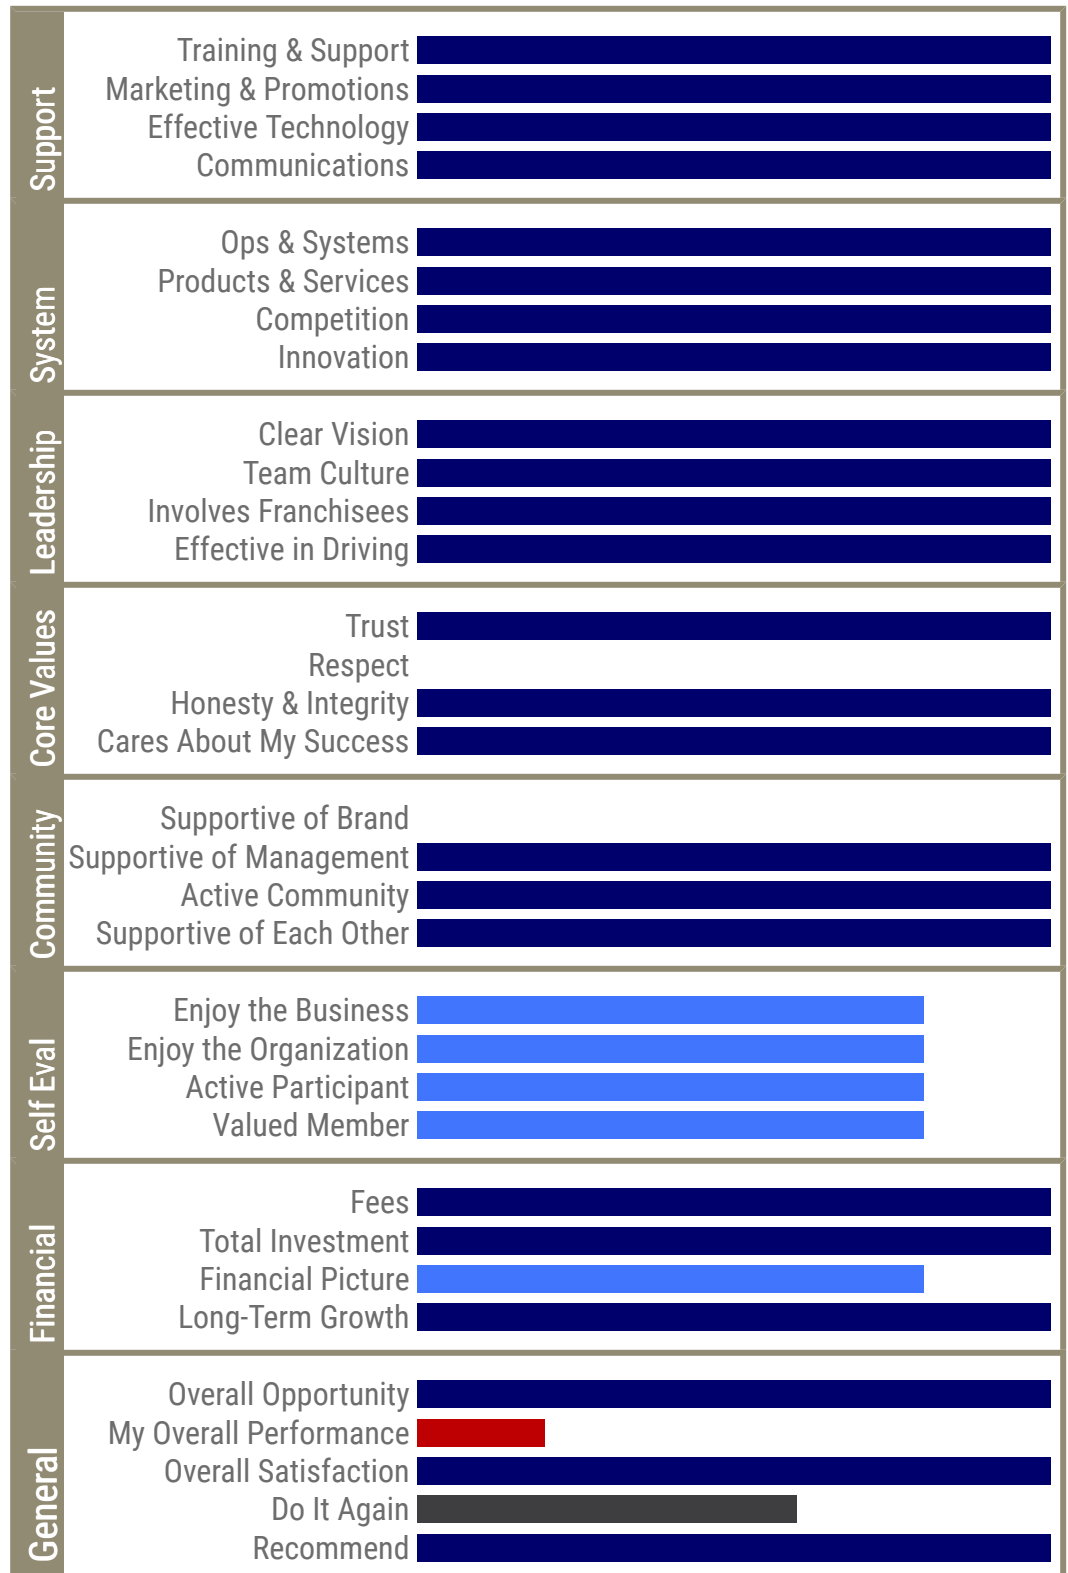 Support
Training & Support
Marketing & Promotions
Effective Technology
Communications
System
Ops & Systems
Products & Services
Competition
Innovation
Leadership
Clear Vision
Team Culture
Involves Franchisees
Effective in Driving
Core Values
Trust
Respect
Honesty & Integrity
Cares About My Success
Community
Supportive of Brand
Supportive of Management
Active Community
Supportive of Each Other
Self Eval
Enjoy the Business
Enjoy the Organization
Active Participant
Valued Member
Financial
Fees
Total Investment
Financial Picture
Long-Term Growth
General
Overall Opportunity
My Overall Performance
Overall Satisfaction
Do It Again
Recommend